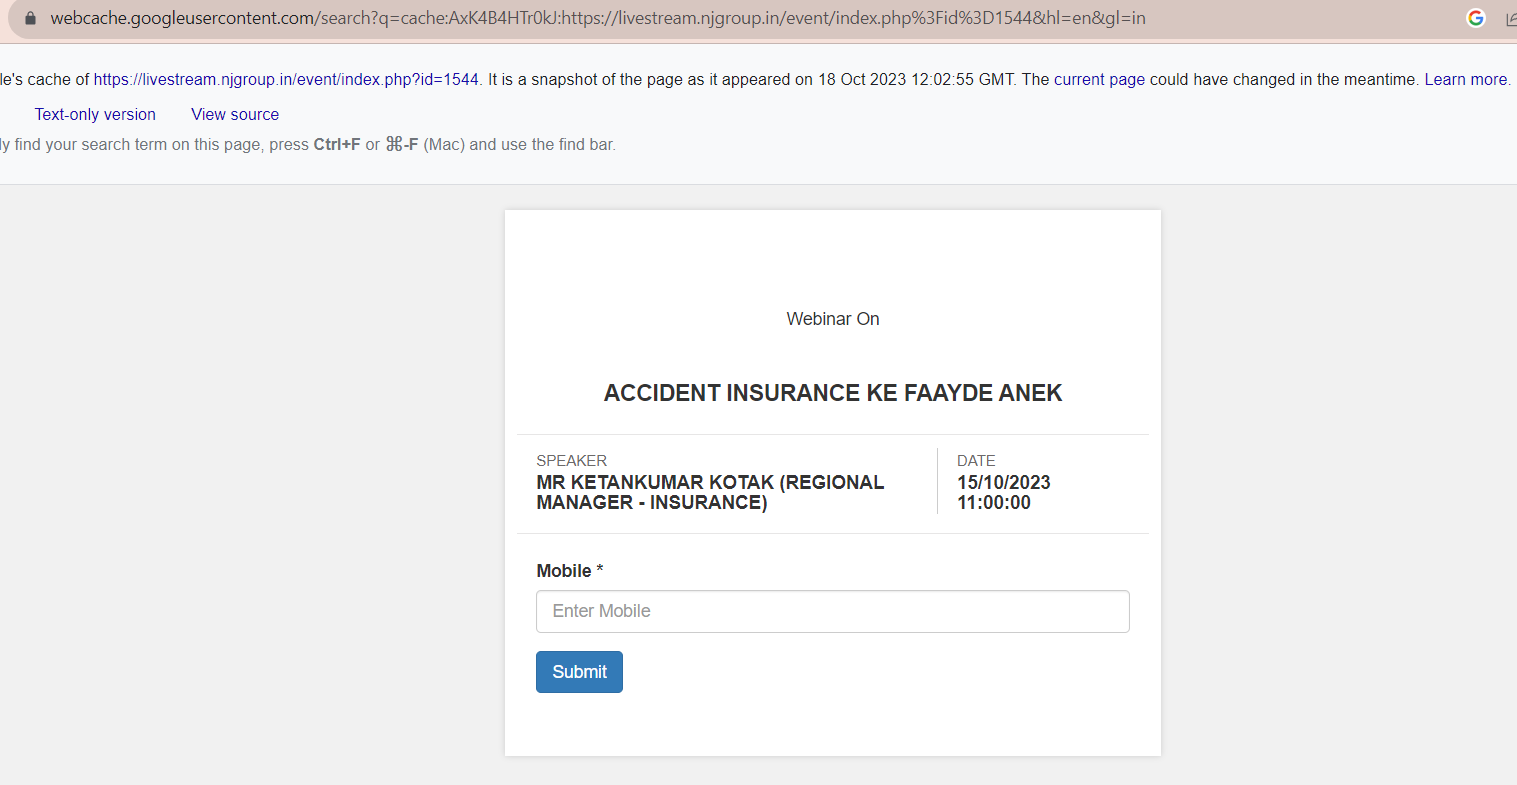 webcache.googleusercontent.com/search?q=cache:AxK4B4HTr0kJ:https://livestream.njgroup.in/event/index.php%3Fid%3D1544&hl=en&gl=in
le's cache of https://livestream.njgroup.in/event/index.php?id=1544. It is a snapshot of the page as it appeared on 18 Oct 2023 12:02:55 GMT. The current page could have changed in the meantime. Learn more.
Text-only version View source
ly find your search term on this page, press Ctrl+F or ⌘-F (Mac) and use the find bar.
Webinar On
ACCIDENT INSURANCE KE FAAYDE ANEK
SPEAKER
MR KETANKUMAR KOTAK (REGIONAL
MANAGER - INSURANCE)
DATE
15/10/2023
11:00:00
Mobile *
Enter Mobile
Submit